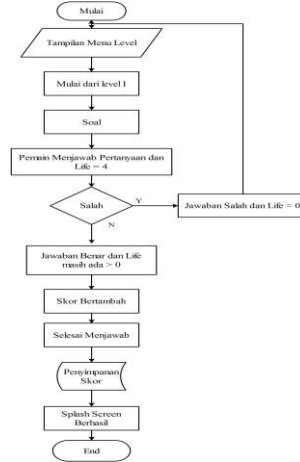 Mulai
Tampilan Menu Level
Mulai dari level 1
Soal
Pemain Menjawab Pertanyaan dan
Life = 4
Salah
Y
Jawaban Salah dan Life = 0
N
Jawaban Benar dan Life
masih ada > 0
Skor Bertambah
Selesai Menjawab
Penyimpanan
Skor
Splash Screen
Berhasil
End